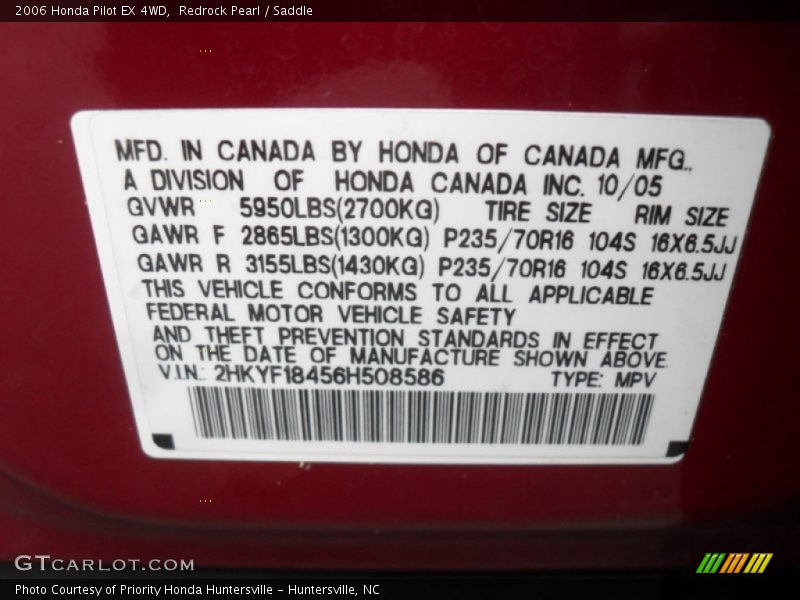 2006 Honda Pilot EX 4WD,  Redrock Pearl / Saddle
MFD. IN CANADA BY HONDA OF CANADA MFG.,
A DIVISION OF HONDA CANADA INC. 10/05
GVWR 5950LBS(2700KG) TIRE SIZE RIM SIZE
GAWR F 2865LBS(1300KG) P235/70R16 104S 16X6.5JJ
GAWR R 3155LBS(1430KG) P235/70R16 104S 16X6.5JJ
THIS VEHICLE CONFORMS TO ALL APPLICABLE
FEDERAL MOTOR VEHICLE SAFETY
AND THEFT PREVENTION STANDARDS IN EFFECT
ON THE DATE OF MANUFACTURE SHOWN ABOVE.
V.I.N.: 2HKYF18456H508586 TYPE: MPV
GTCARLOT.COM
Photo Courtesy of Priority Honda Huntersville - Huntersville, NC